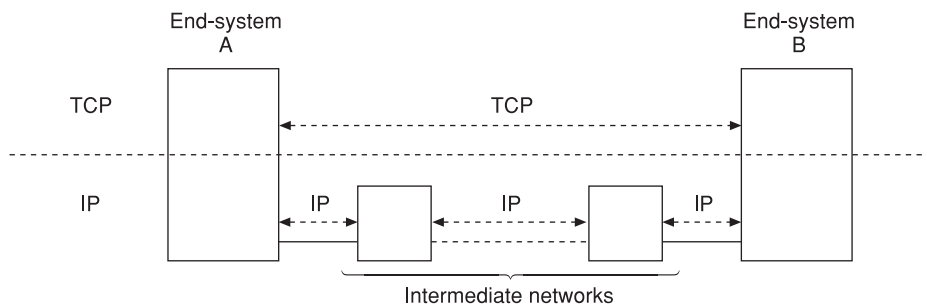 End-system
A
End-system
B
TCP
TCP
IP
IP
IP
IP
Intermediate networks